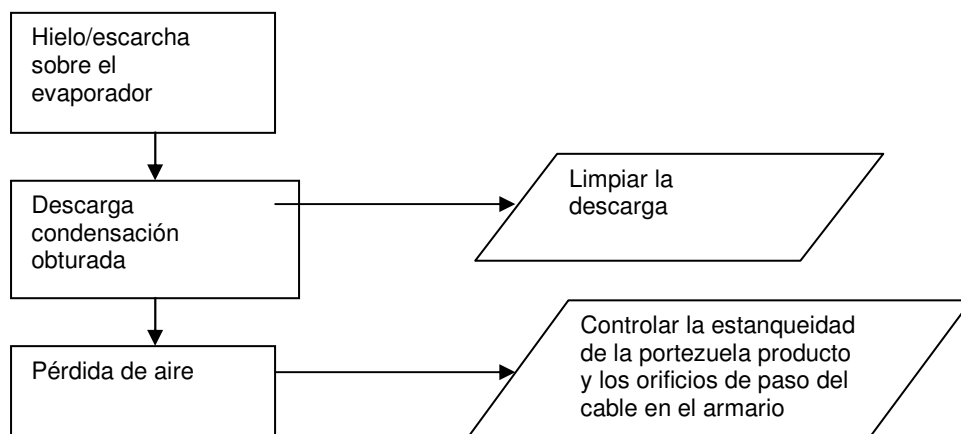 Hielo/escarcha
sobre el
evaporador
Descarga
condensación
obturada
Limpiar la
descarga
Pérdida de aire
Controlar la estanqueidad
de la portezuela producto
y los orificios de paso del
cable en el armario